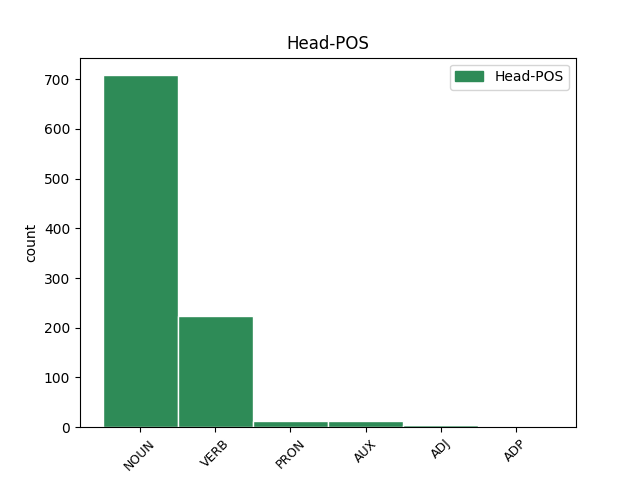 Head-POS
Head-POS
700
600
500
400
300
200
100
0
count
NOUN
VERB
PRON
AUX
ADJ
ADP